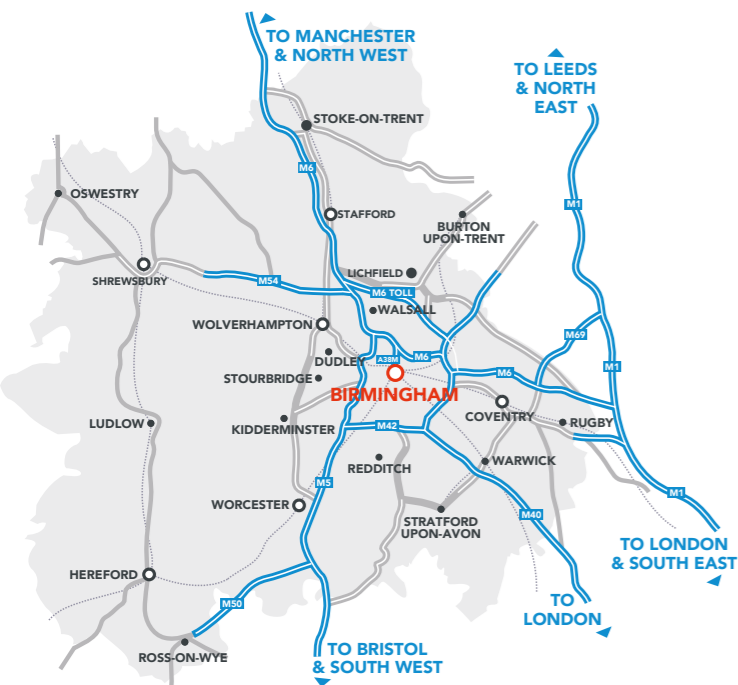 TO MANCHESTER
& NORTH WEST
TO LEEDS
& NORTH
EAST
STOKE-ON-TRENT
M6
OSWESTRY
M1
STAFFORD
BURTON
UPON-TRENT
SHREWSBURY
M54
LICHFIELD
M6 TOLL
WALSALL
WOLVERHAMPTON
M69
DUDLEY
A38M
M6
M6
M1
STOURBRIDGE
BIRMINGHAM
COVENTRY
LUDLOW
KIDDERMINSTER
M42
RUGBY
REDDITCH
WARWICK
M5
M1
WORCESTER
M40
STRATFORD
UPON-AVON
TO LONDON
& SOUTH EAST
HEREFORD
M50
TO
LONDON
ROSS-ON-WYE
TO BRISTOL
& SOUTH WEST